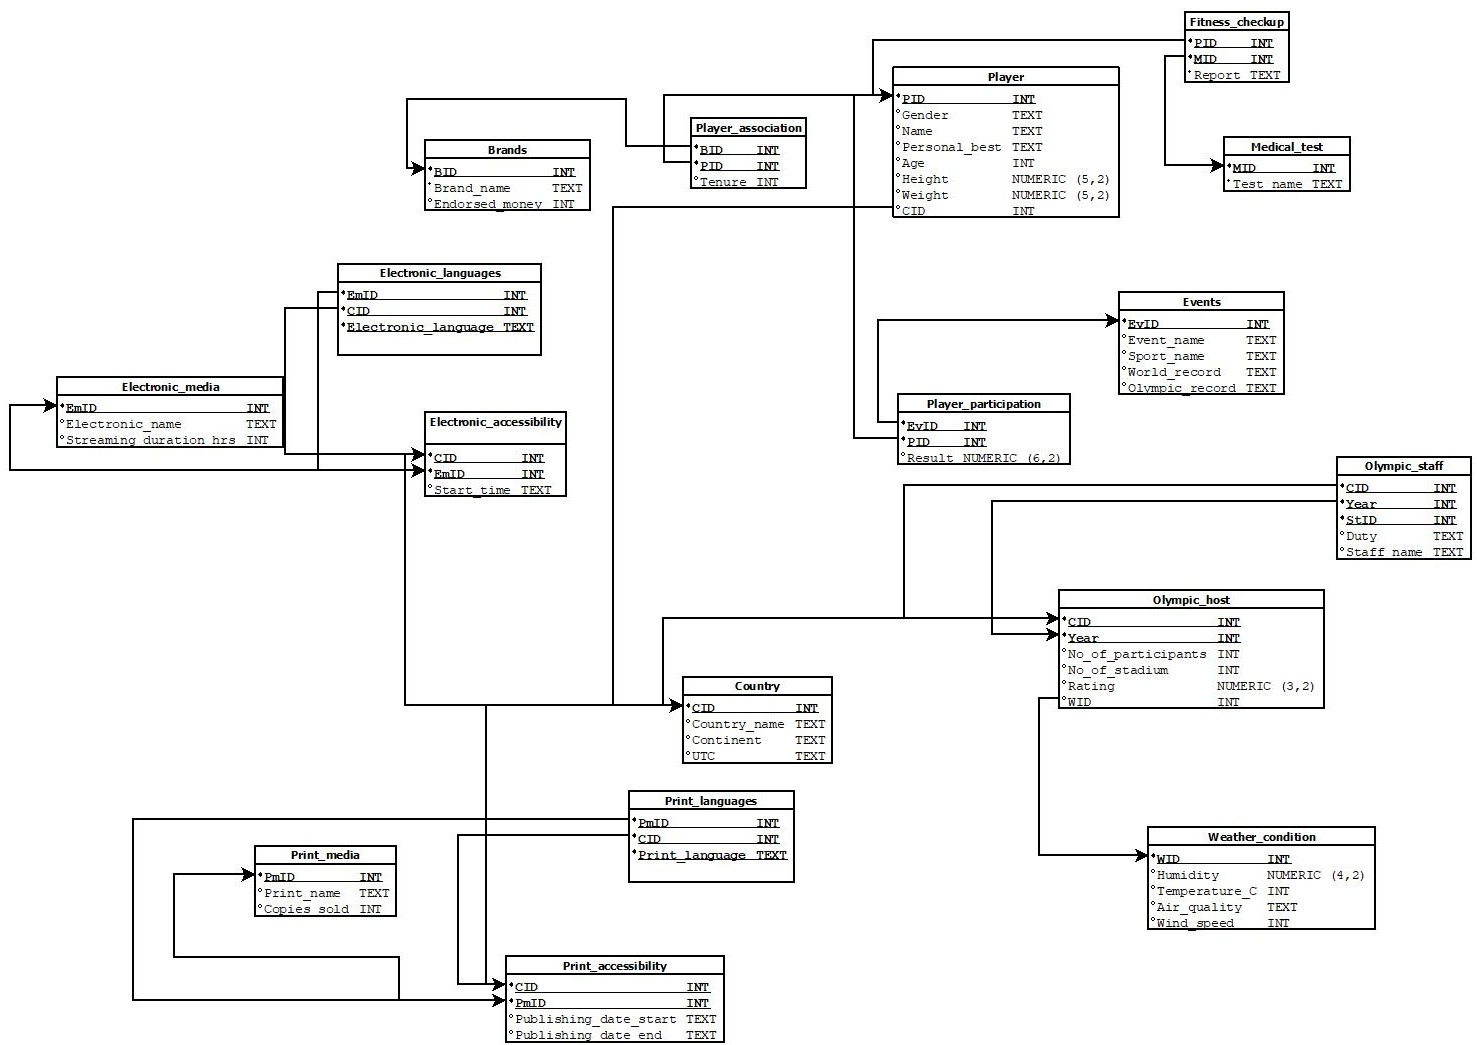 Fitness_checkup
PID INT
MID INT
Report TEXT
Player
PID INT
Gender TEXT
Name TEXT
Personal_best TEXT
Age INT
Height NUMERIC (5,2)
Weight NUMERIC (5,2)
CID INT
Player_association
BID INT
PID INT
Tenure INT
Brands
BID INT
Brand_name TEXT
Endorsed_money INT
Medical_test
MID INT
Test_name TEXT
Electronic_languages
EmID INT
CID INT
Electronic_language TEXT
Events
EvID INT
Event_name TEXT
Sport_name TEXT
World_record TEXT
Olympic_record TEXT
Electronic_media
EmID INT
Electronic_name TEXT
Streaming_duration_hrs INT
Electronic_accessibility
CID INT
EmID INT
Start_time TEXT
Player_participation
EvID INT
PID INT
Result NUMERIC (6,2)
Olympic_staff
CID INT
Year INT
StID INT
Duty TEXT
Staff_name TEXT
Olympic_host
CID INT
Year INT
No_of_participants INT
No_of_stadium INT
Rating NUMERIC (3,2)
WID INT
Country
CID INT
Country_name TEXT
Continent TEXT
UTC TEXT
Print_languages
PmID INT
CID INT
Print_language TEXT
Print_media
PmID INT
Print_name TEXT
Copies_sold INT
Weather_condition
WID INT
Humidity NUMERIC (4,2)
Temperature_C INT
Air_quality TEXT
Wind_speed INT
Print_accessibility
CID INT
PmID INT
Publishing_date_start TEXT
Publishing_date_end TEXT